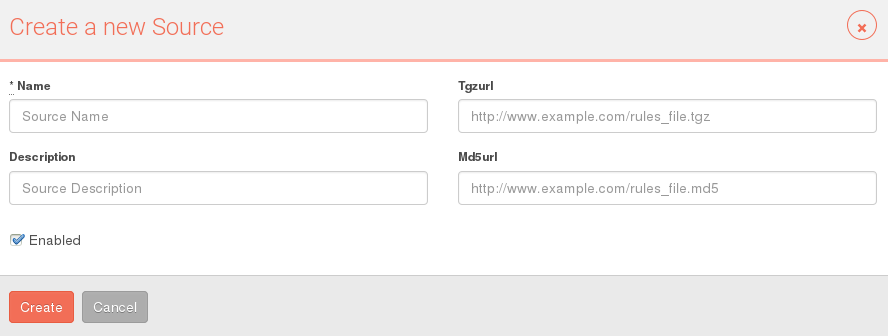 Create a new Source
* Name
Source Name
Tgzurl
http://www.example.com/rules_file.tgz
Description
Source Description
Md5url
http://www.example.com/rules_file.md5
Enabled
Create
Cancel